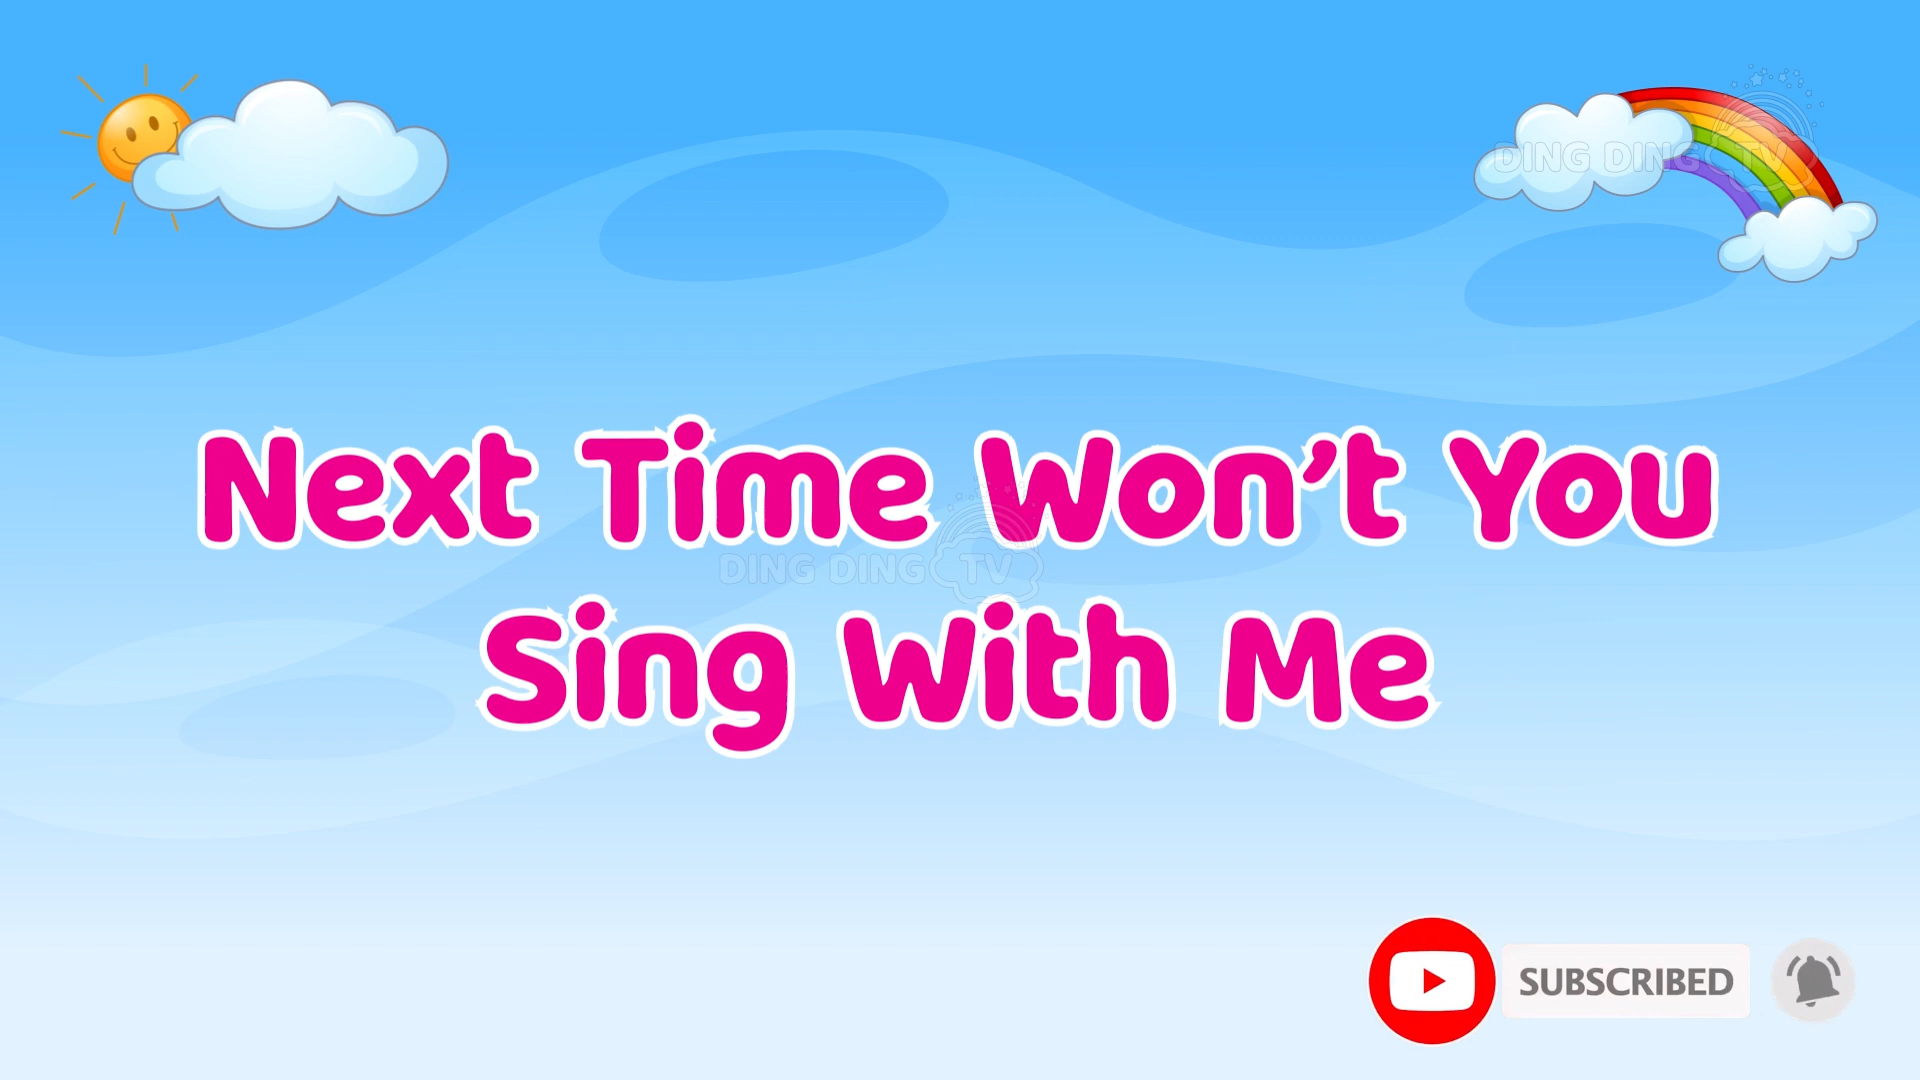 DING DING TV
Next Time Won't You
DING DING TV
Sing With Me
SUBSCRIBED